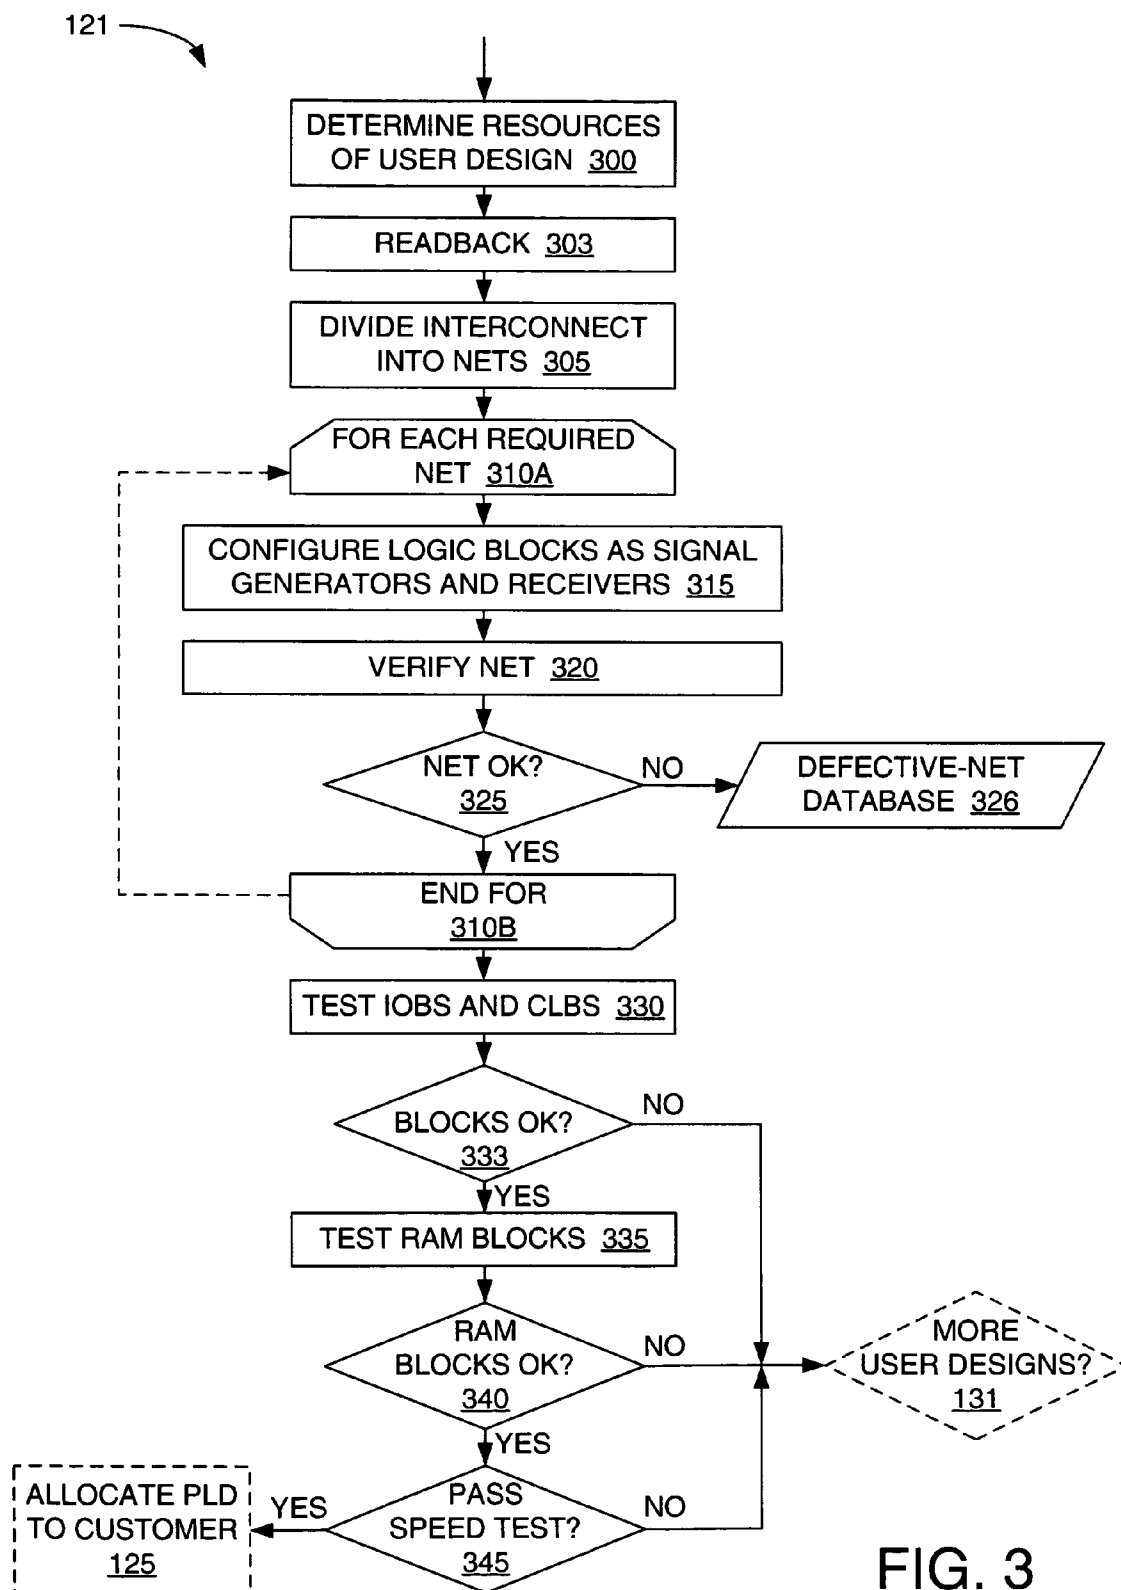 121
DETERMINE RESOURCES
OF USER DESIGN 300
READBACK 303
DIVIDE INTERCONNECT
INTO NETS 305
FOR EACH REQUIRED
NET 310A
CONFIGURE LOGIC BLOCKS AS SIGNAL
GENERATORS AND RECEIVERS 315
VERIFY NET 320
NET OK?
325
NO
DEFECTIVE-NET
DATABASE 326
YES
END FOR
310B
TEST IOBS AND CLBS 330
BLOCKS OK?
333
NO
YES
TEST RAM BLOCKS 335
RAM
BLOCKS OK?
340
NO
MORE
USER DESIGNS?
131
YES
PASS
SPEED TEST?
345
NO
YES
ALLOCATE PLD
TO CUSTOMER
125
FIG. 3